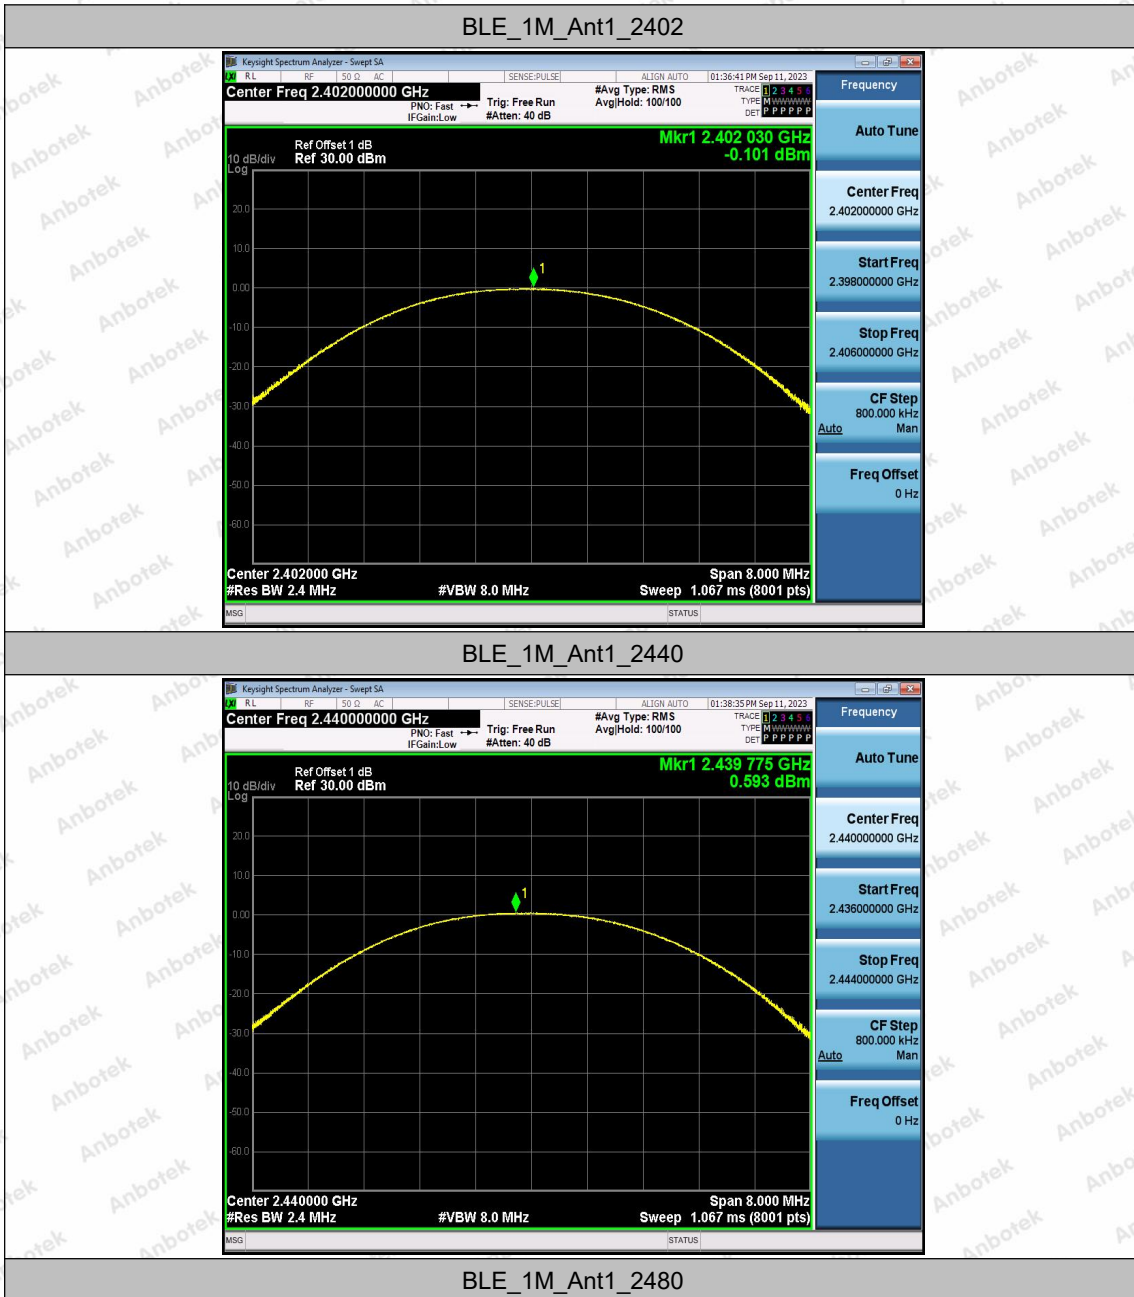 BLE_1M_Ant1_2402
Keysight Spectrum Analyzer - Swept SA
LXI RL RF 50 Ω AC SENSE:PULSE ALIGN AUTO 01:36:41 PM Sep 11, 2023
Center Freq 2.402000000 GHz
PNO: Fast
IFGain:Low
Trig: Free Run
#Atten: 40 dB
#Avg Type: RMS
Avg|Hold: 100/100
TRACE 1 2 3 4 5 6
TYPE M W W W W W
DET P P P P P P
Ref Offset 1 dB
10 dB/div Ref 30.00 dBm
Log
Mkr1 2.402 030 GHz
-0.101 dBm
20.0
10.0
0.00
-10.0
-20.0
-30.0
-40.0
-50.0
-60.0
1
Center 2.402000 GHz Span 8.000 MHz
#Res BW 2.4 MHz #VBW 8.0 MHz Sweep 1.067 ms (8001 pts)
MSG STATUS
Frequency
Auto Tune
Center Freq
2.402000000 GHz
Start Freq
2.398000000 GHz
Stop Freq
2.406000000 GHz
CF Step
800.000 kHz
Auto Man
Freq Offset
0 Hz
BLE_1M_Ant1_2440
Keysight Spectrum Analyzer - Swept SA
LXI RL RF 50 Ω AC SENSE:PULSE ALIGN AUTO 01:38:35 PM Sep 11, 2023
Center Freq 2.440000000 GHz
PNO: Fast
IFGain:Low
Trig: Free Run
#Atten: 40 dB
#Avg Type: RMS
Avg|Hold: 100/100
TRACE 1 2 3 4 5 6
TYPE M W W W W W
DET P P P P P P
Ref Offset 1 dB
10 dB/div Ref 30.00 dBm
Log
Mkr1 2.439 775 GHz
0.593 dBm
20.0
10.0
0.00
-10.0
-20.0
-30.0
-40.0
-50.0
-60.0
1
Center 2.440000 GHz Span 8.000 MHz
#Res BW 2.4 MHz #VBW 8.0 MHz Sweep 1.067 ms (8001 pts)
MSG STATUS
Frequency
Auto Tune
Center Freq
2.440000000 GHz
Start Freq
2.436000000 GHz
Stop Freq
2.444000000 GHz
CF Step
800.000 kHz
Auto Man
Freq Offset
0 Hz
BLE_1M_Ant1_2480
Anbotek